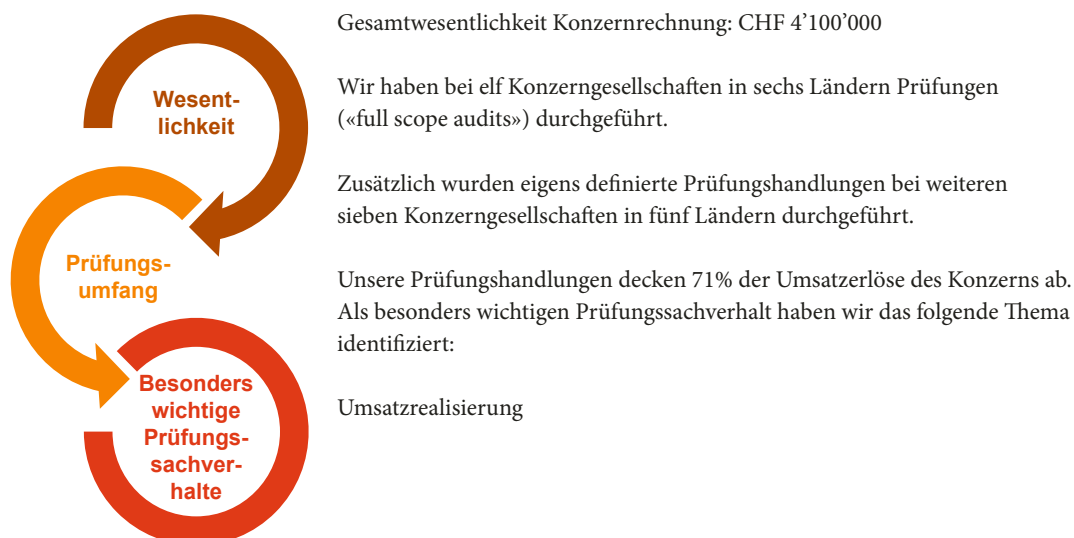 Wesent-
lichkeit
Gesamtwesentlichkeit Konzernrechnung: CHF 4’100’000
Wir haben bei elf Konzerngesellschaften in sechs Ländern Prüfungen
(«full scope audits») durchgeführt.
Zusätzlich wurden eigens definierte Prüfungshandlungen bei weiteren
sieben Konzerngesellschaften in fünf Ländern durchgeführt.
Prüfungs-
umfang
Unsere Prüfungshandlungen decken 71% der Umsatzerlöse des Konzerns ab.
Als besonders wichtigen Prüfungssachverhalt haben wir das folgende Thema
identifiziert:
Besonders
wichtige
Prüfungs-
sachver-
halte
Umsatzrealisierung